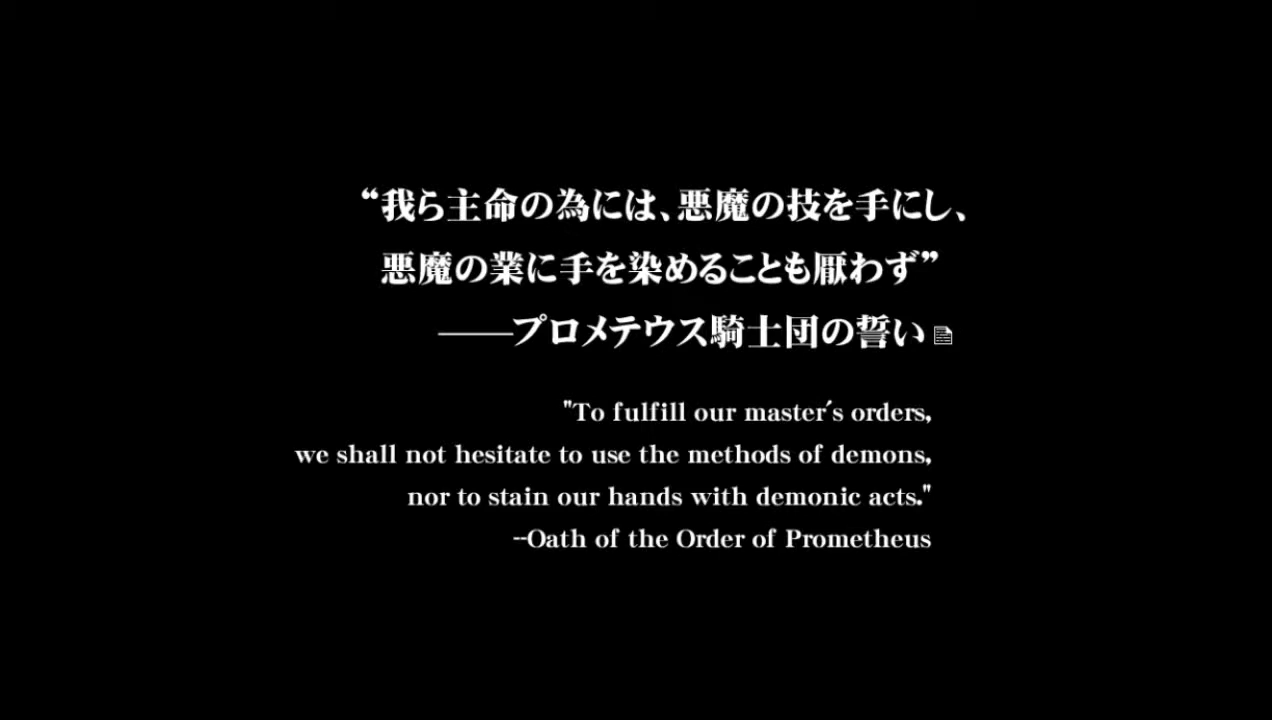 “我ら主命の為には、悪魔の技を手にし、
悪魔の業に手を染めることも厭わず”
――プロメテウス騎士団の誓い
"To fulfill our master's orders,
we shall not hesitate to use the methods of demons,
nor to stain our hands with demonic acts."
--Oath of the Order of Prometheus